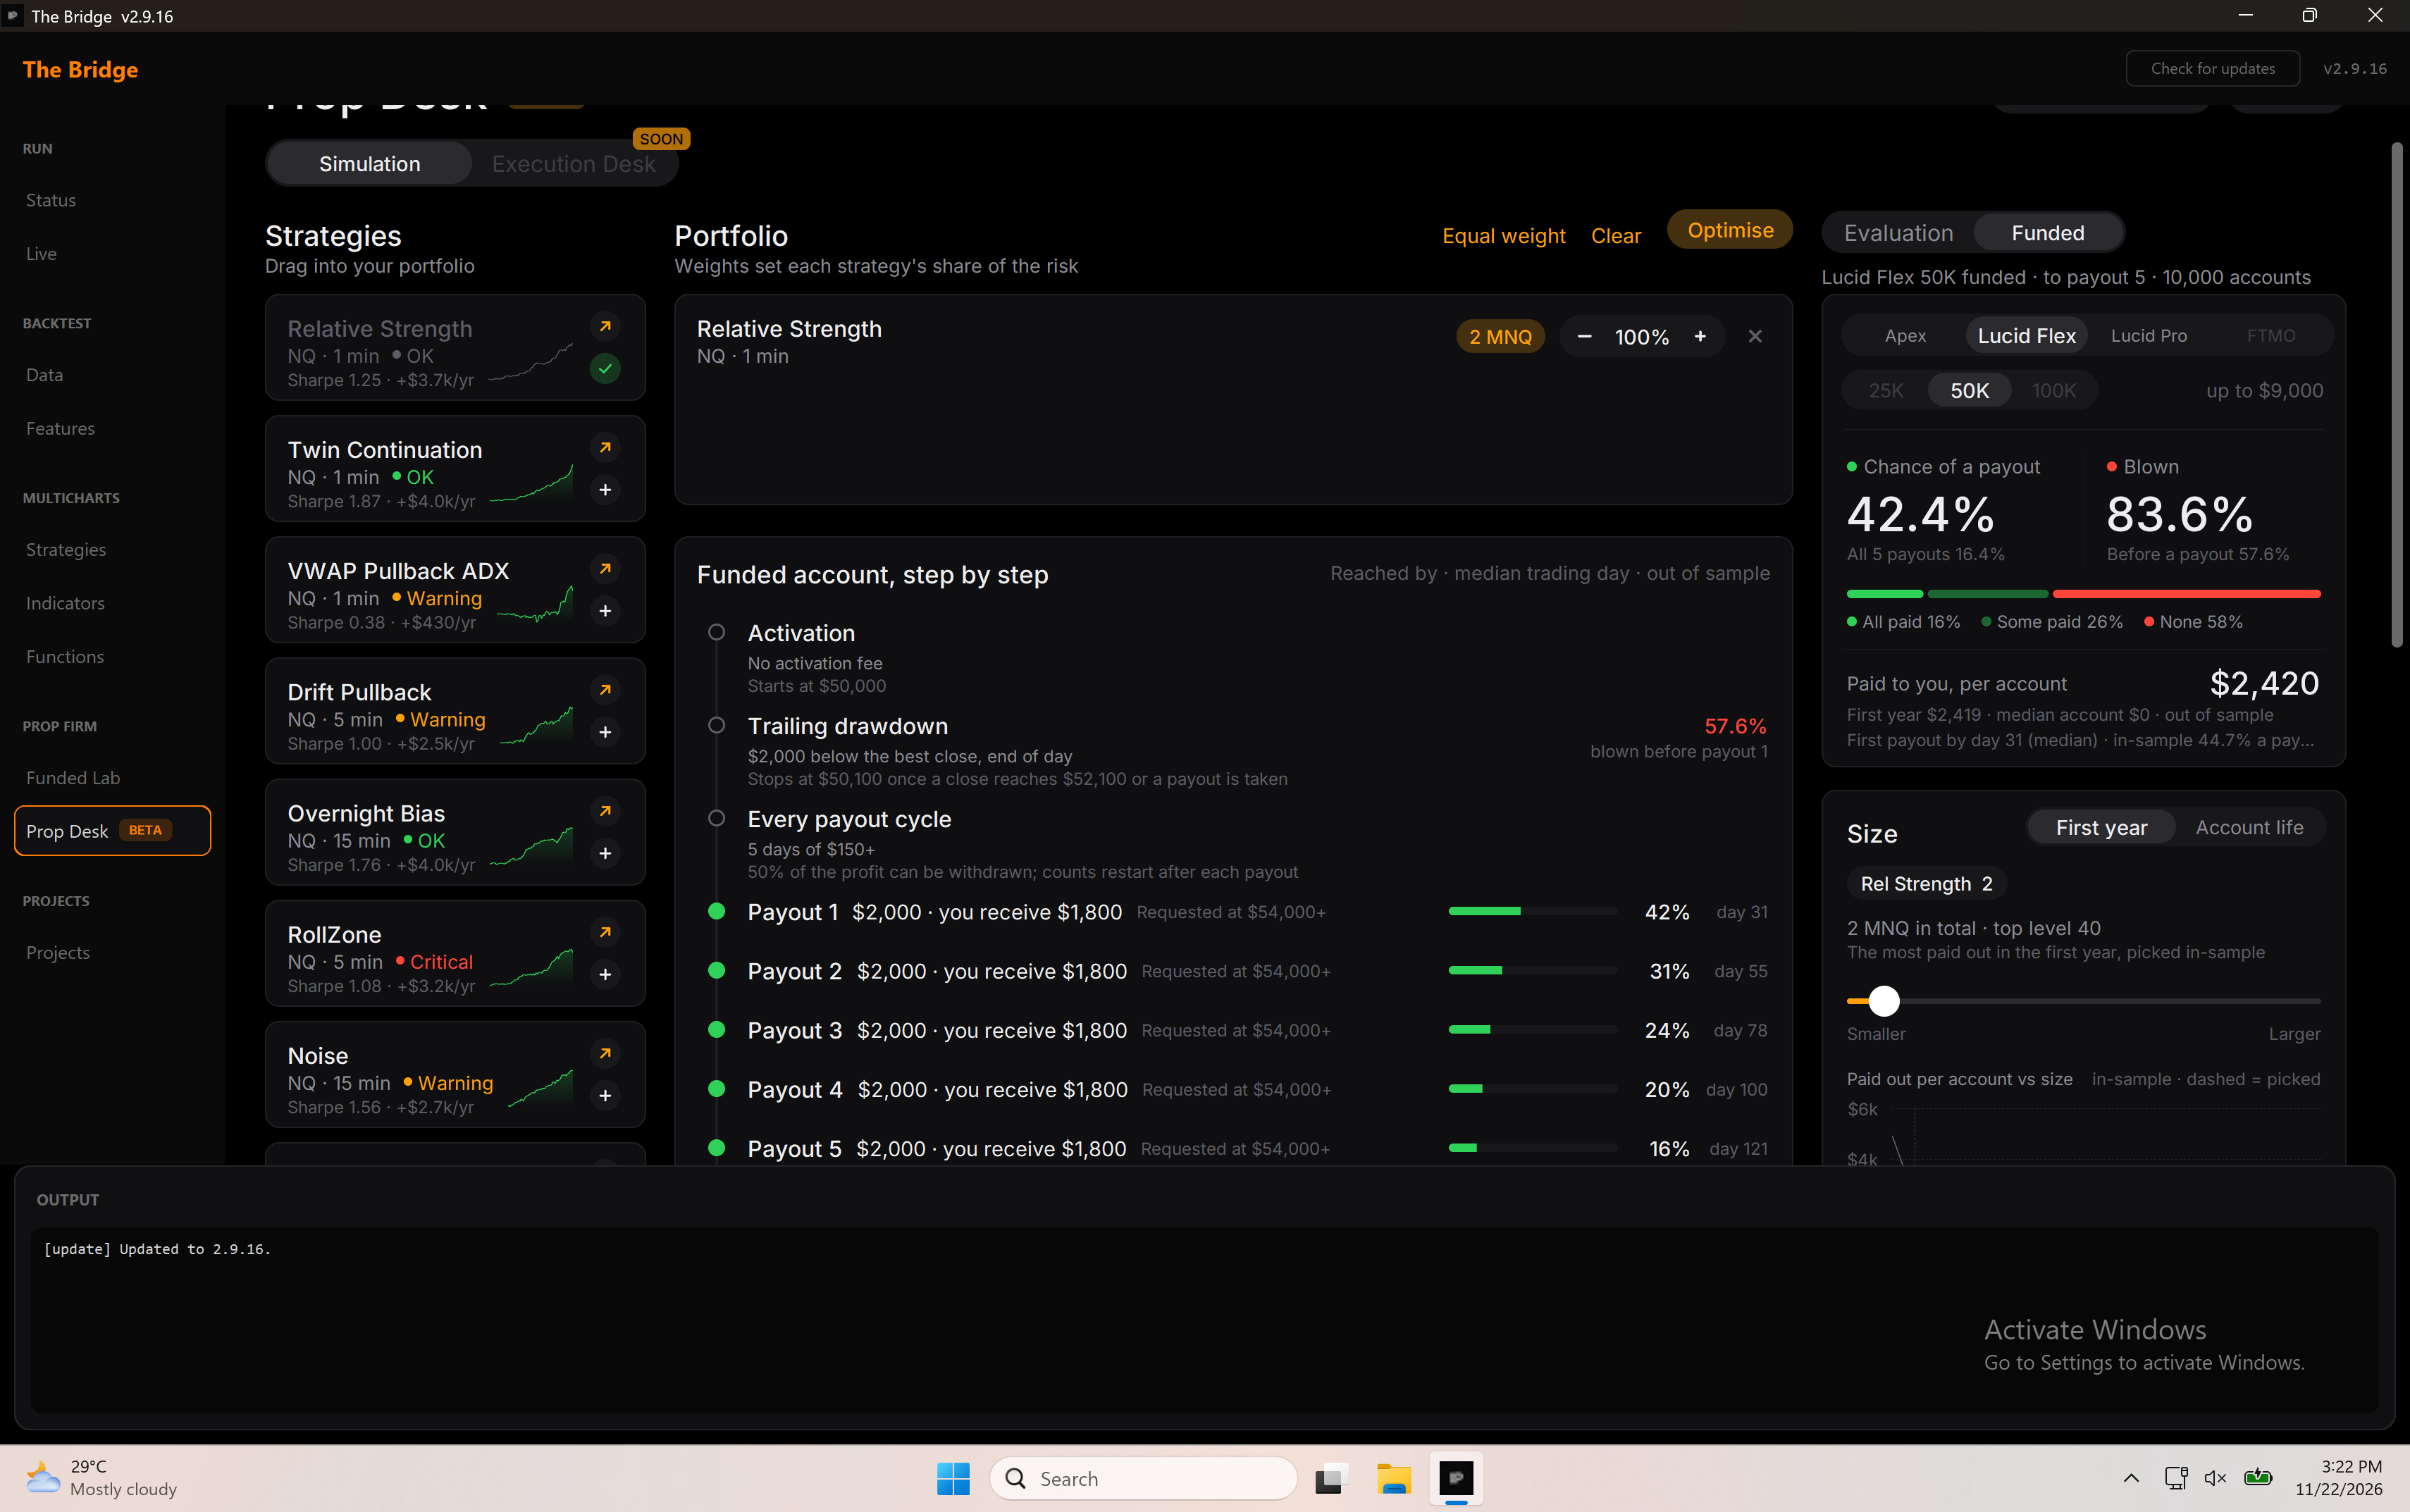 The Bridge v2.9.16
The Bridge
Check for updates
v2.9.16
RUN
Status
Live
BACKTEST
Data
Features
MULTICHARTS
Strategies
Indicators
Functions
PROP FIRM
Funded Lab
Prop Desk BETA
PROJECTS
Projects
Prop Desk
Simulation
Execution Desk
SOON
Strategies
Drag into your portfolio
Relative Strength
NQ · 1 min OK
Sharpe 1.25 · +$3.7k/yr
Twin Continuation
NQ · 1 min OK
Sharpe 1.87 · +$4.0k/yr
VWAP Pullback ADX
NQ · 1 min Warning
Sharpe 0.38 · +$430/yr
Drift Pullback
NQ · 5 min Warning
Sharpe 1.00 · +$2.5k/yr
Overnight Bias
NQ · 15 min OK
Sharpe 1.76 · +$4.0k/yr
RollZone
NQ · 5 min Critical
Sharpe 1.08 · +$3.2k/yr
Noise
NQ · 15 min Warning
Sharpe 1.56 · +$2.7k/yr
Portfolio
Weights set each strategy's share of the risk
Equal weight
Clear
Optimise
Relative Strength
NQ · 1 min
2 MNQ
− 100% +
Funded account, step by step
Reached by · median trading day · out of sample
Activation
No activation fee
Starts at $50,000
Trailing drawdown
$2,000 below the best close, end of day
Stops at $50,100 once a close reaches $52,100 or a payout is taken
57.6%
blown before payout 1
Every payout cycle
5 days of $150+
50% of the profit can be withdrawn; counts restart after each payout
Payout 1 $2,000 · you receive $1,800 Requested at $54,000+ 42% day 31
Payout 2 $2,000 · you receive $1,800 Requested at $54,000+ 31% day 55
Payout 3 $2,000 · you receive $1,800 Requested at $54,000+ 24% day 78
Payout 4 $2,000 · you receive $1,800 Requested at $54,000+ 20% day 100
Payout 5 $2,000 · you receive $1,800 Requested at $54,000+ 16% day 121
Evaluation
Funded
Lucid Flex 50K funded · to payout 5 · 10,000 accounts
Apex Lucid Flex Lucid Pro FTMO
25K 50K 100K
up to $9,000
Chance of a payout
42.4%
All 5 payouts 16.4%
Blown
83.6%
Before a payout 57.6%
All paid 16% Some paid 26% None 58%
Paid to you, per account $2,420
First year $2,419 · median account $0 · out of sample
First payout by day 31 (median) · in-sample 44.7% a pay...
Size
First year
Account life
Rel Strength 2
2 MNQ in total · top level 40
The most paid out in the first year, picked in-sample
Smaller
Larger
Paid out per account vs size in-sample · dashed = picked
$6k
$4k
OUTPUT
[update] Updated to 2.9.16.
Activate Windows
Go to Settings to activate Windows.
29°C
Mostly cloudy
Search
3:22 PM
11/22/2026